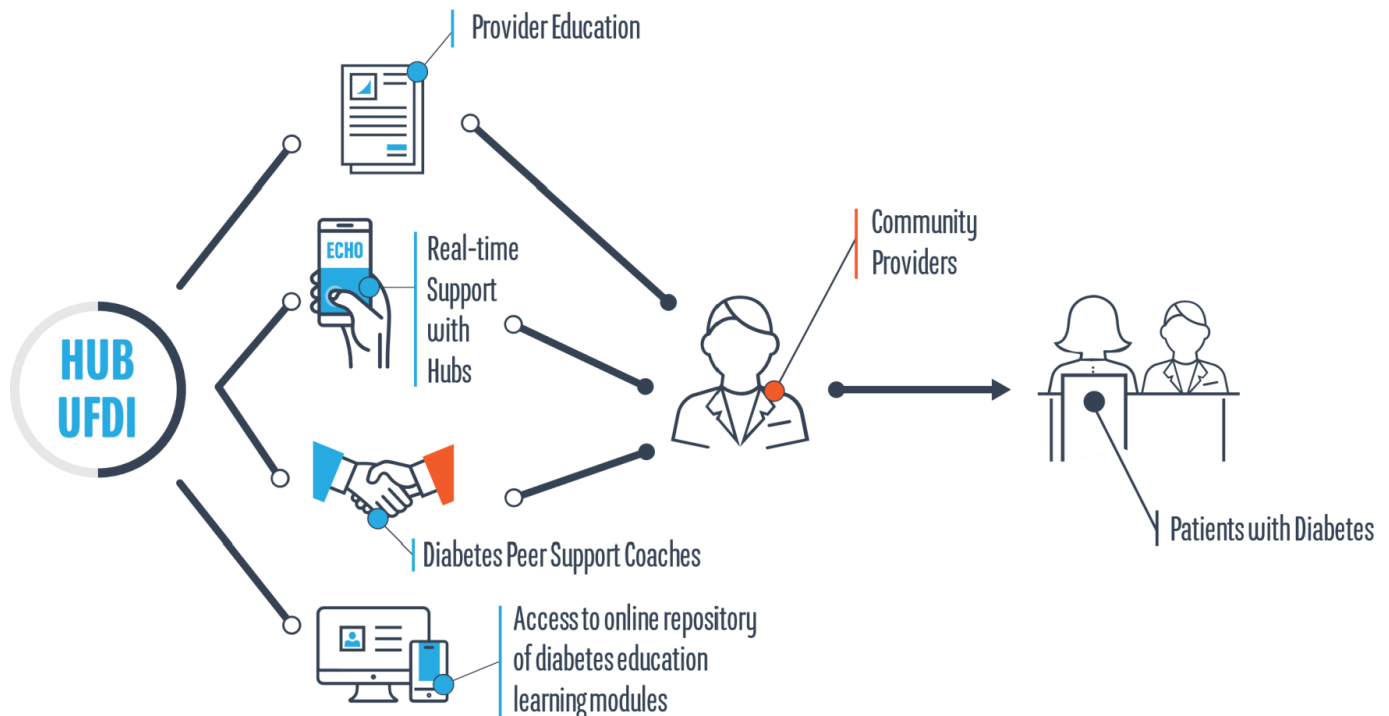 Provider Education
ECHO
Real-time
Support
with
Hubs
HUB
UFDI
Diabetes Peer Support Coaches
Access to online repository
of diabetes education
learning modules
Community
Providers
Patients with Diabetes